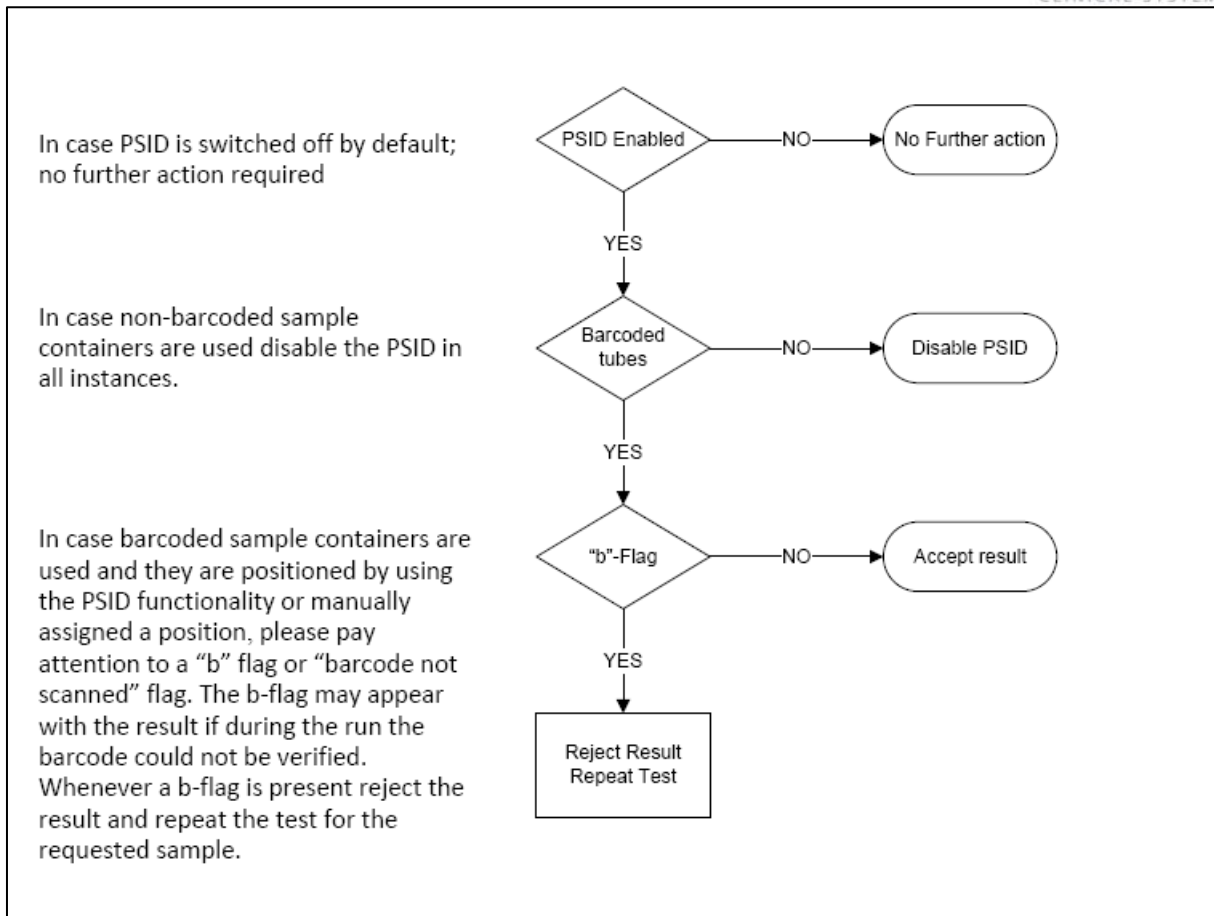 In case PSID is switched off by default;
no further action required
PSID Enabled
NO
No Further action
YES
In case non-barcoded sample
containers are used disable the PSID in
all instances.
Barcoded
tubes
NO
Disable PSID
YES
In case barcoded sample containers are
used and they are positioned by using
the PSID functionality or manually
assigned a position, please pay
attention to a “b” flag or “barcode not
scanned” flag. The b-flag may appear
with the result if during the run the
barcode could not be verified.
Whenever a b-flag is present reject the
result and repeat the test for the
requested sample.
“b”-Flag
NO
Accept result
YES
Reject Result
Repeat Test